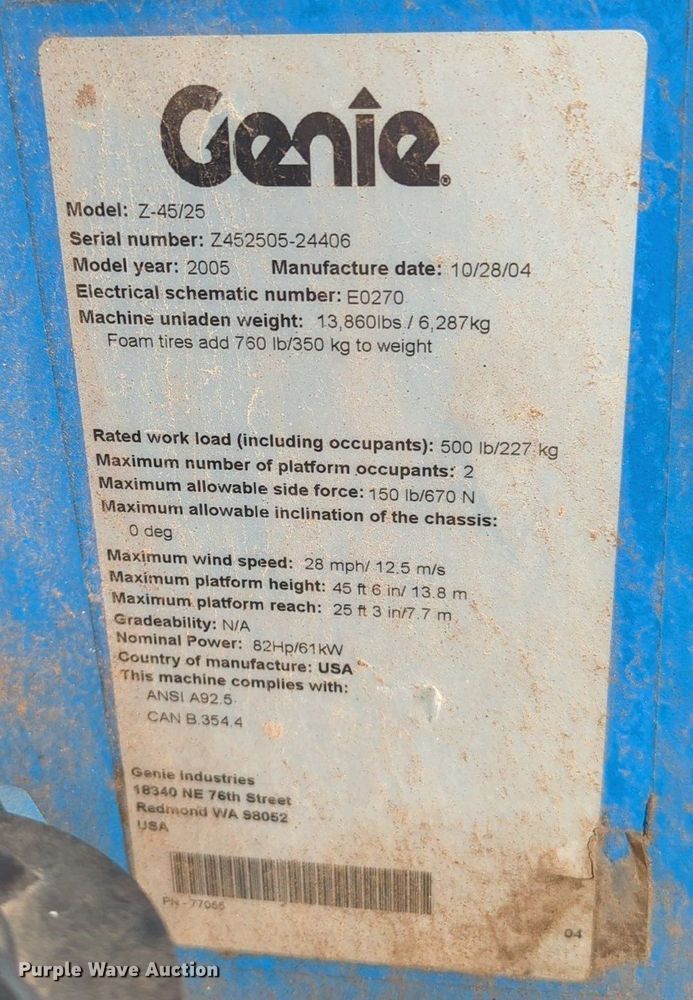 Genie®
Model: Z-45/25
Serial number: Z452505-24406
Model year: 2005 Manufacture date: 10/28/04
Electrical schematic number: E0270
Machine unladen weight: 13,860lbs / 6,287kg
Foam tires add 760 lb/350 kg to weight
Rated work load (including occupants): 500 lb/227 kg
Maximum number of platform occupants: 2
Maximum allowable side force: 150 lb/670 N
Maximum allowable inclination of the chassis:
0 deg
Maximum wind speed: 28 mph/ 12.5 m/s
Maximum platform height: 45 ft 6 in/ 13.8 m
Maximum platform reach: 25 ft 3 in/7.7 m
Gradeability: N/A
Nominal Power: 82Hp/61kW
Country of manufacture: USA
This machine complies with:
ANSI A92.5
CAN B.354.4
Genie Industries
18340 NE 76th Street
Redmond WA 98052
USA
PN - 77055
04
Purple Wave Auction